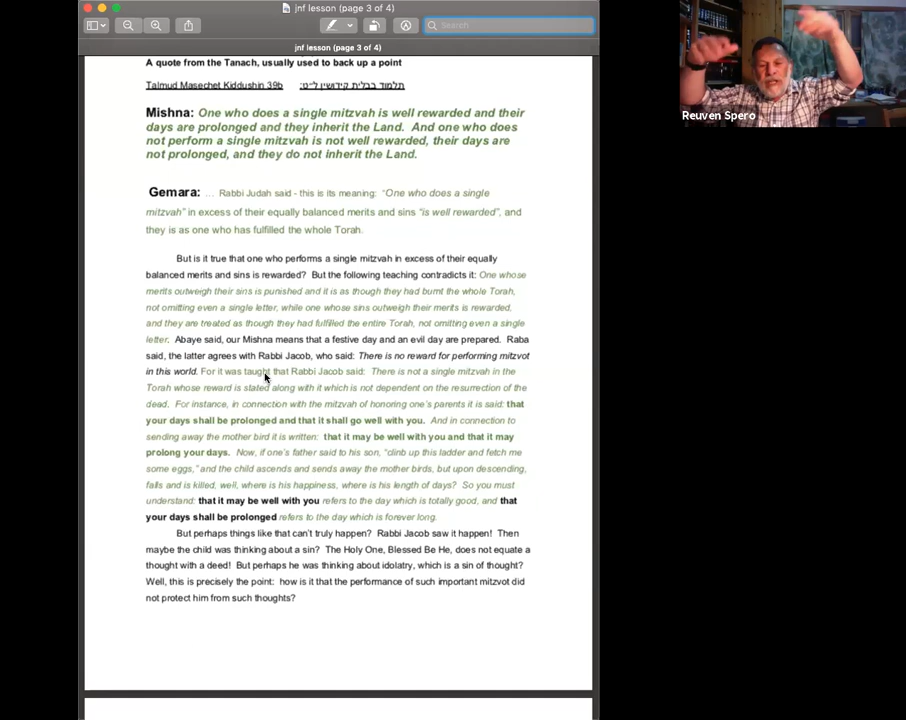 jnf lesson (page 3 of 4)
Search
jnf lesson (page 3 of 4)
A quote from the Tanach, usually used to back up a point
Talmud Masechet Kiddushin 39b תלמוד בבלית קידושין ל״ט:
Mishna: One who does a single mitzvah is well rewarded and their
days are prolonged and they inherit the Land. And one who does
not perform a single mitzvah is not well rewarded, their days are
not prolonged, and they do not inherit the Land.
Gemara: ... Rabbi Judah said - this is its meaning: “One who does a single
mitzvah” in excess of their equally balanced merits and sins “is well rewarded”, and
they is as one who has fulfilled the whole Torah.
But is it true that one who performs a single mitzvah in excess of their equally
balanced merits and sins is rewarded? But the following teaching contradicts it: One whose
merits outweigh their sins is punished and it is as though they had burnt the whole Torah,
not omitting even a single letter, while one whose sins outweigh their merits is rewarded,
and they are treated as though they had fulfilled the entire Torah, not omitting even a single
letter. Abaye said, our Mishna means that a festive day and an evil day are prepared. Raba
said, the latter agrees with Rabbi Jacob, who said: There is no reward for performing mitzvot
in this world. For it was taught that Rabbi Jacob said: There is not a single mitzvah in the
Torah whose reward is stated along with it which is not dependent on the resurrection of the
dead. For instance, in connection with the mitzvah of honoring one's parents it is said: that
your days shall be prolonged and that it shall go well with you. And in connection to
sending away the mother bird it is written: that it may be well with you and that it may
prolong your days. Now, if one's father said to his son, “climb up this ladder and fetch me
some eggs,” and the child ascends and sends away the mother birds, but upon descending,
falls and is killed, well, where is his happiness, where is his length of days? So you must
understand: that it may be well with you refers to the day which is totally good, and that
your days shall be prolonged refers to the day which is forever long.
But perhaps things like that can't truly happen? Rabbi Jacob saw it happen! Then
maybe the child was thinking about a sin? The Holy One, Blessed Be He, does not equate a
thought with a deed! But perhaps he was thinking about idolatry, which is a sin of thought?
Well, this is precisely the point: how is it that the performance of such important mitzvot did
not protect him from such thoughts?
Reuven Spero